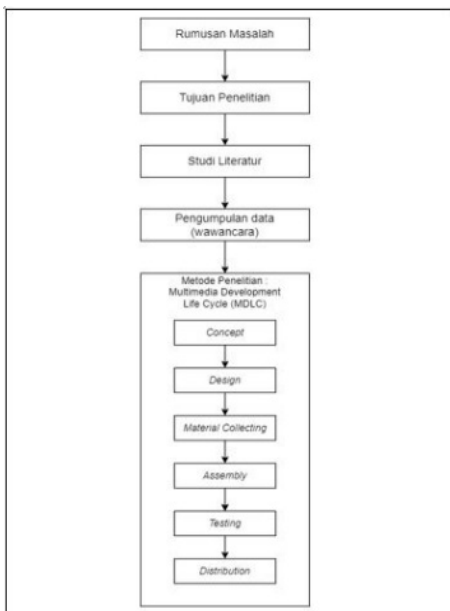 Rumusan Masalah
Tujuan Penelitian
Studi Literatur
Pengumpulan data
(wawancara)
Metode Penitian :
Multimedia Development
Life Cycle (MDLC)
Concept
Design
Material Collecting
Assembly
Testing
Distribution